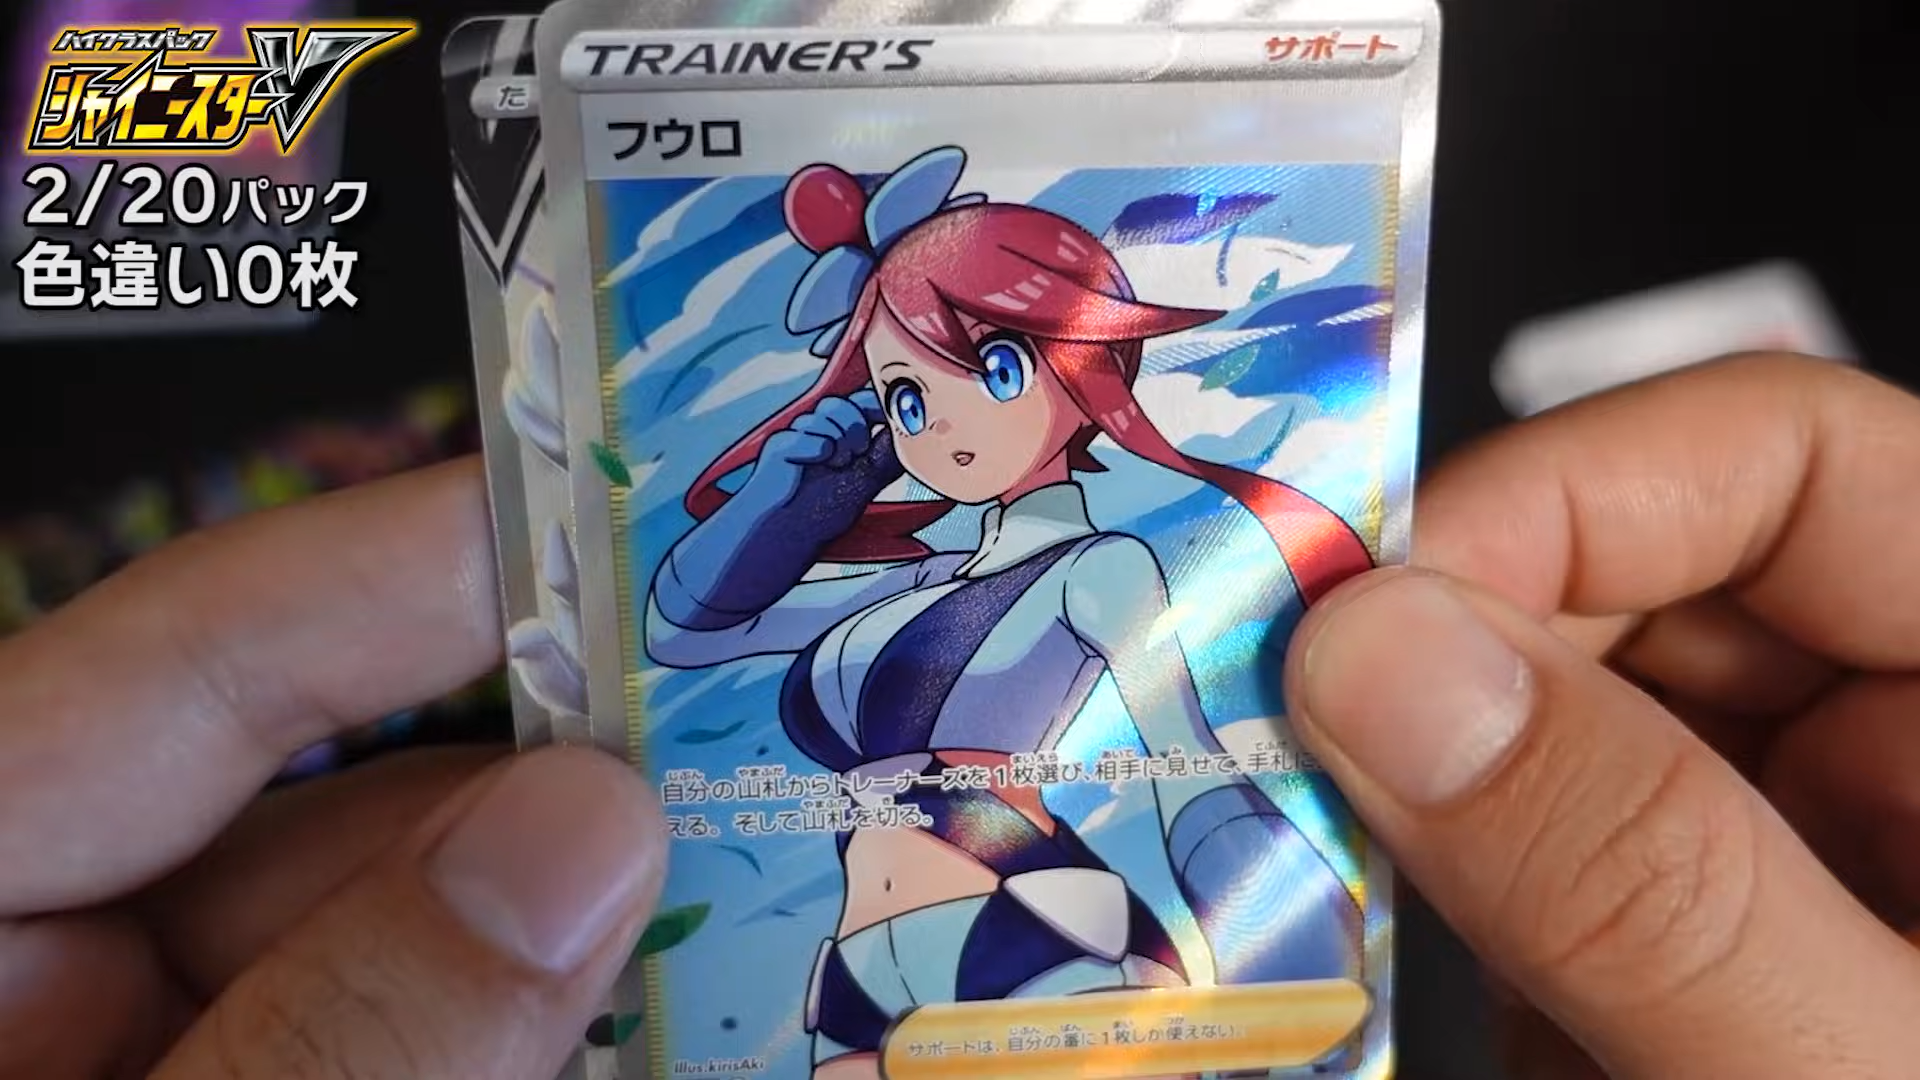 ハイクラスパック
シャイニースターV
2/20パック
色違い0枚
た
TRAINER'S
サポート
フウロ
自分の山札からトレーナーズを1枚選び、相手に見せて、手札に
える。そして山札を切る。
サポートは、自分の番に1枚しか使えない。
illus.kirisAki